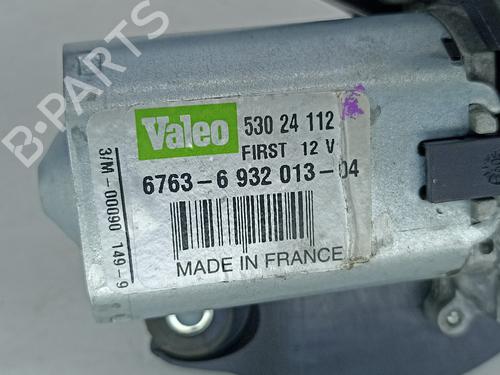 Valeo 530 24 112
FIRST 12 V
6763-6 932 013-04
MADE IN FRANCE
3/M-00090 149-9
B-PARTS